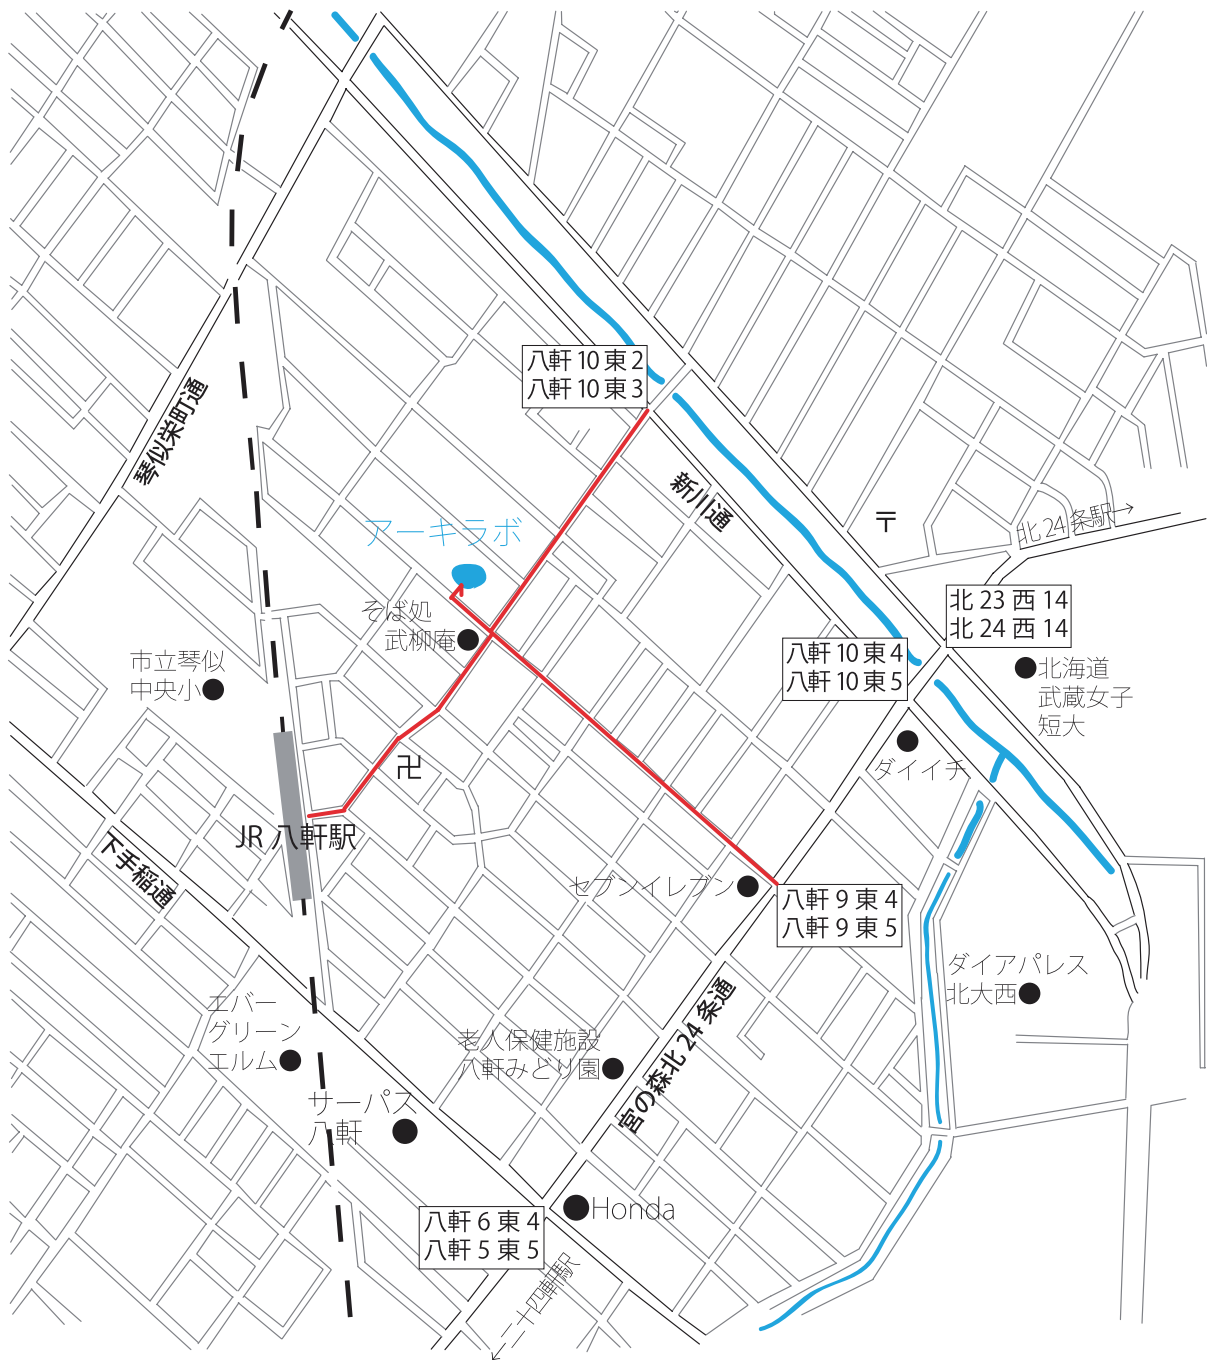 八軒 10 東 2
八軒 10 東 3
琴似栄町通
新川通
〒
北 24 条駅→
アーキラボ
そば処
武柳庵
北 23 西 14
北 24 西 14
八軒 10 東 4
八軒 10 東 5
市立琴似
中央小
北海道
武蔵女子
短大
ダイイチ
卍
JR 八軒駅
下手稲通
セブンイレブン
八軒 9 東 4
八軒 9 東 5
ダイアパレス
北大西
エバー
グリーン
エルム
老人保健施設
八軒みどり園
宮の森北 24 条通
サーパス
八軒
Honda
八軒 6 東 4
八軒 5 東 5
←二十四軒駅